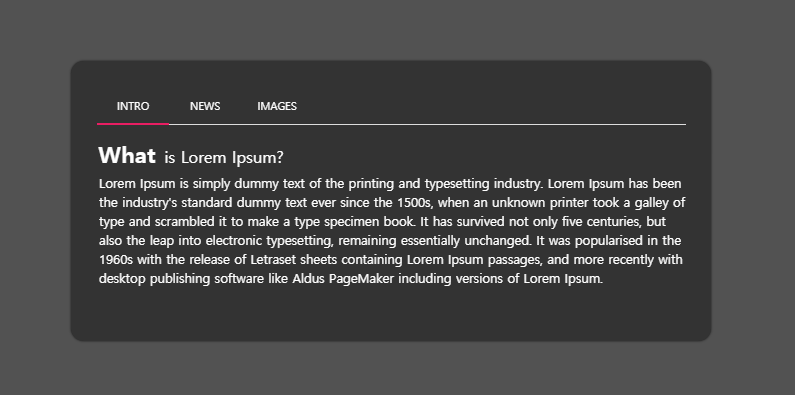 INTRO NEWS IMAGES
What is Lorem Ipsum?
Lorem Ipsum is simply dummy text of the printing and typesetting industry. Lorem Ipsum has been
the industry's standard dummy text ever since the 1500s, when an unknown printer took a galley of
type and scrambled it to make a type specimen book. It has survived not only five centuries, but
also the leap into electronic typesetting, remaining essentially unchanged. It was popularised in the
1960s with the release of Letraset sheets containing Lorem Ipsum passages, and more recently with
desktop publishing software like Aldus PageMaker including versions of Lorem Ipsum.